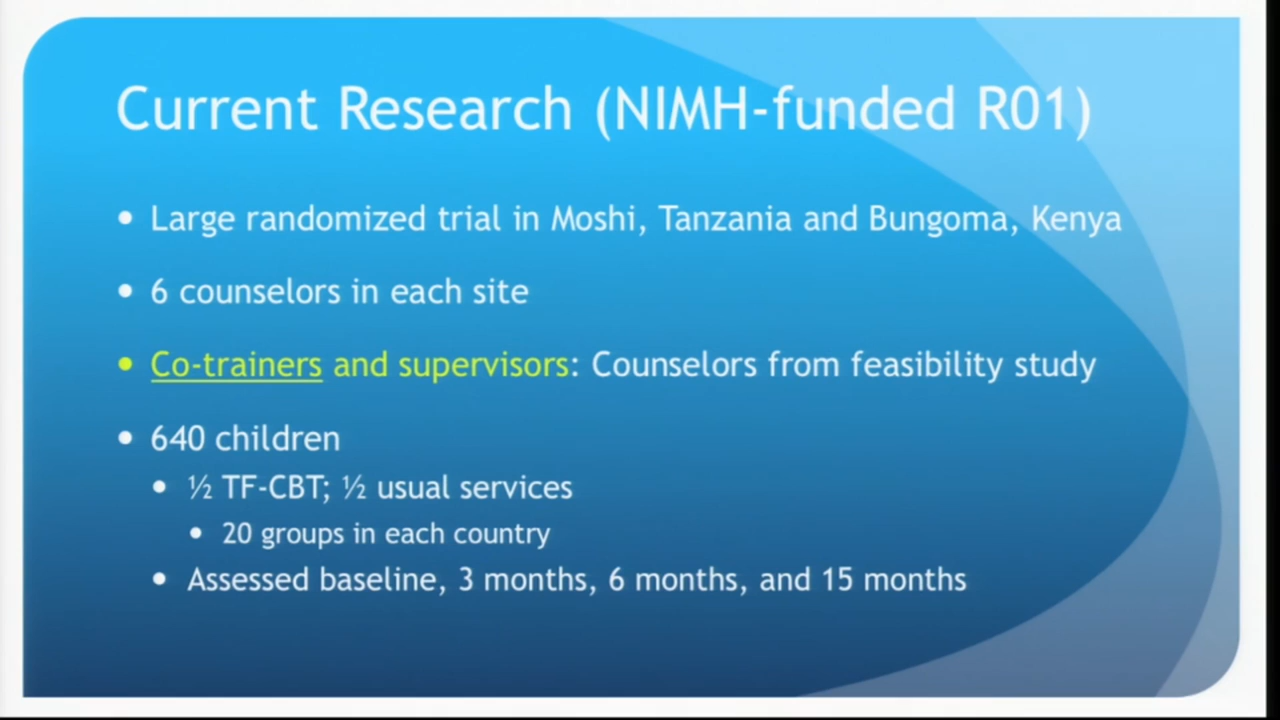 Current Research (NIMH-funded R01)
• Large randomized trial in Moshi, Tanzania and Bungoma, Kenya
• 6 counselors in each site
• Co-trainers and supervisors: Counselors from feasibility study
• 640 children
• ½ TF-CBT; ½ usual services
• 20 groups in each country
• Assessed baseline, 3 months, 6 months, and 15 months